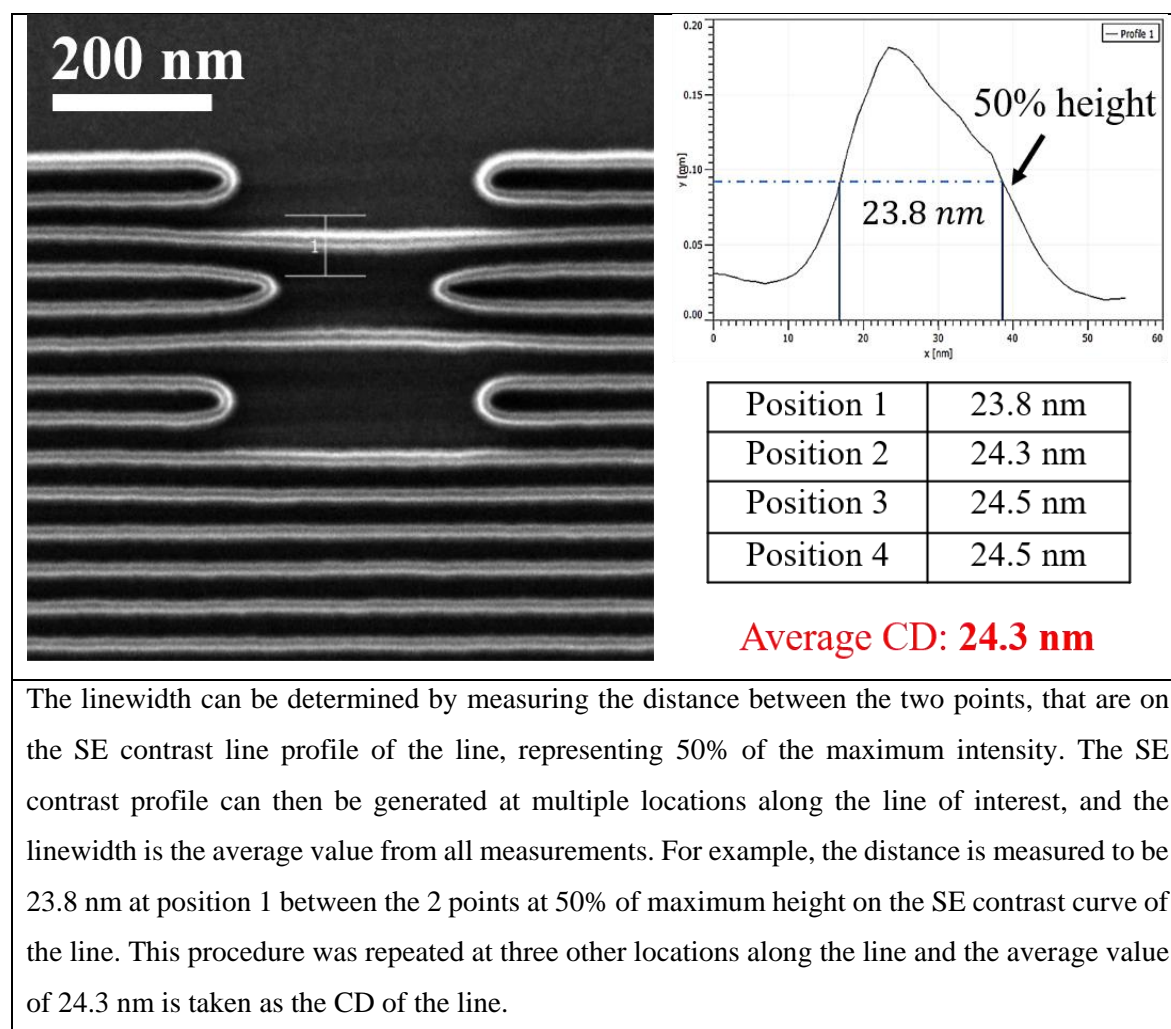 200 nm
1
0.20
0.15
0.10
0.05
0.00
y [mm]
0
10
20
30
40
50
60
x [nm]
Profile 1
50% height
23.8 nm
Position 1 23.8 nm
Position 2 24.3 nm
Position 3 24.5 nm
Position 4 24.5 nm
Average CD: 24.3 nm
The linewidth can be determined by measuring the distance between the two points, that are on
the SE contrast line profile of the line, representing 50% of the maximum intensity. The SE
contrast profile can then be generated at multiple locations along the line of interest, and the
linewidth is the average value from all measurements. For example, the distance is measured to be
23.8 nm at position 1 between the 2 points at 50% of maximum height on the SE contrast curve of
the line. This procedure was repeated at three other locations along the line and the average value
of 24.3 nm is taken as the CD of the line.